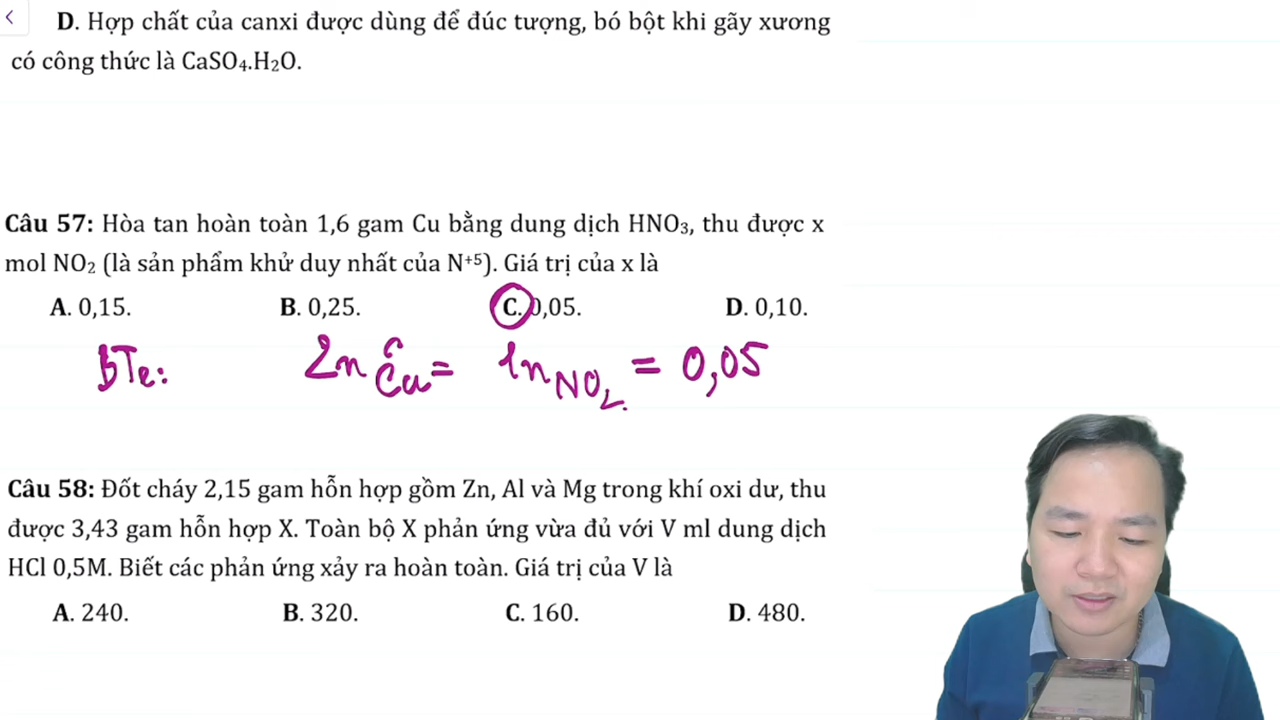 D. Hợp chất của canxi được dùng để đúc tượng, bó bột khi gãy xương
có công thức là CaSO₄.H₂O.
Câu 57: Hòa tan hoàn toàn 1,6 gam Cu bằng dung dịch HNO₃, thu được x
mol NO₂ (là sản phẩm khử duy nhất của N⁺⁵). Giá trị của x là
A. 0,15. B. 0,25. C. 0,05. D. 0,10.
BTe: 2n Cu = 1n NO₂ = 0,05
Câu 58: Đốt cháy 2,15 gam hỗn hợp gồm Zn, Al và Mg trong khí oxi dư, thu
được 3,43 gam hỗn hợp X. Toàn bộ X phản ứng vừa đủ với V ml dung dịch
HCl 0,5M. Biết các phản ứng xảy ra hoàn toàn. Giá trị của V là
A. 240. B. 320. C. 160. D. 480.